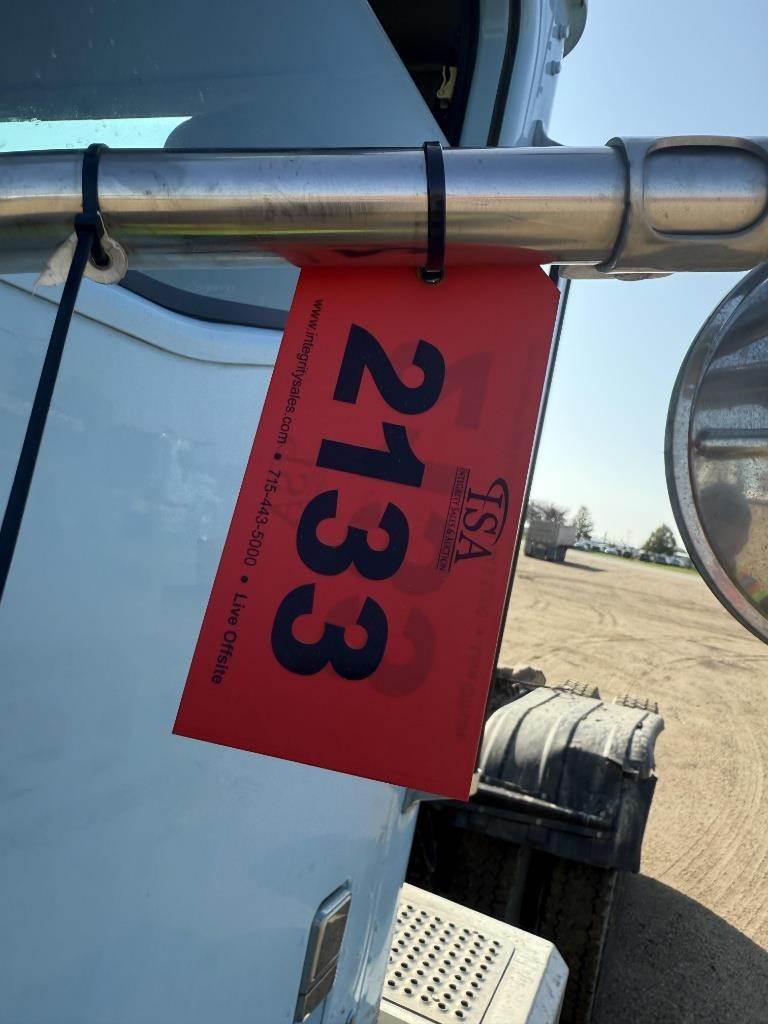 ISA
INTEGRITY SALES & AUCTION
2133
www.integritysales.com • 715-443-5000 • Live Offsite